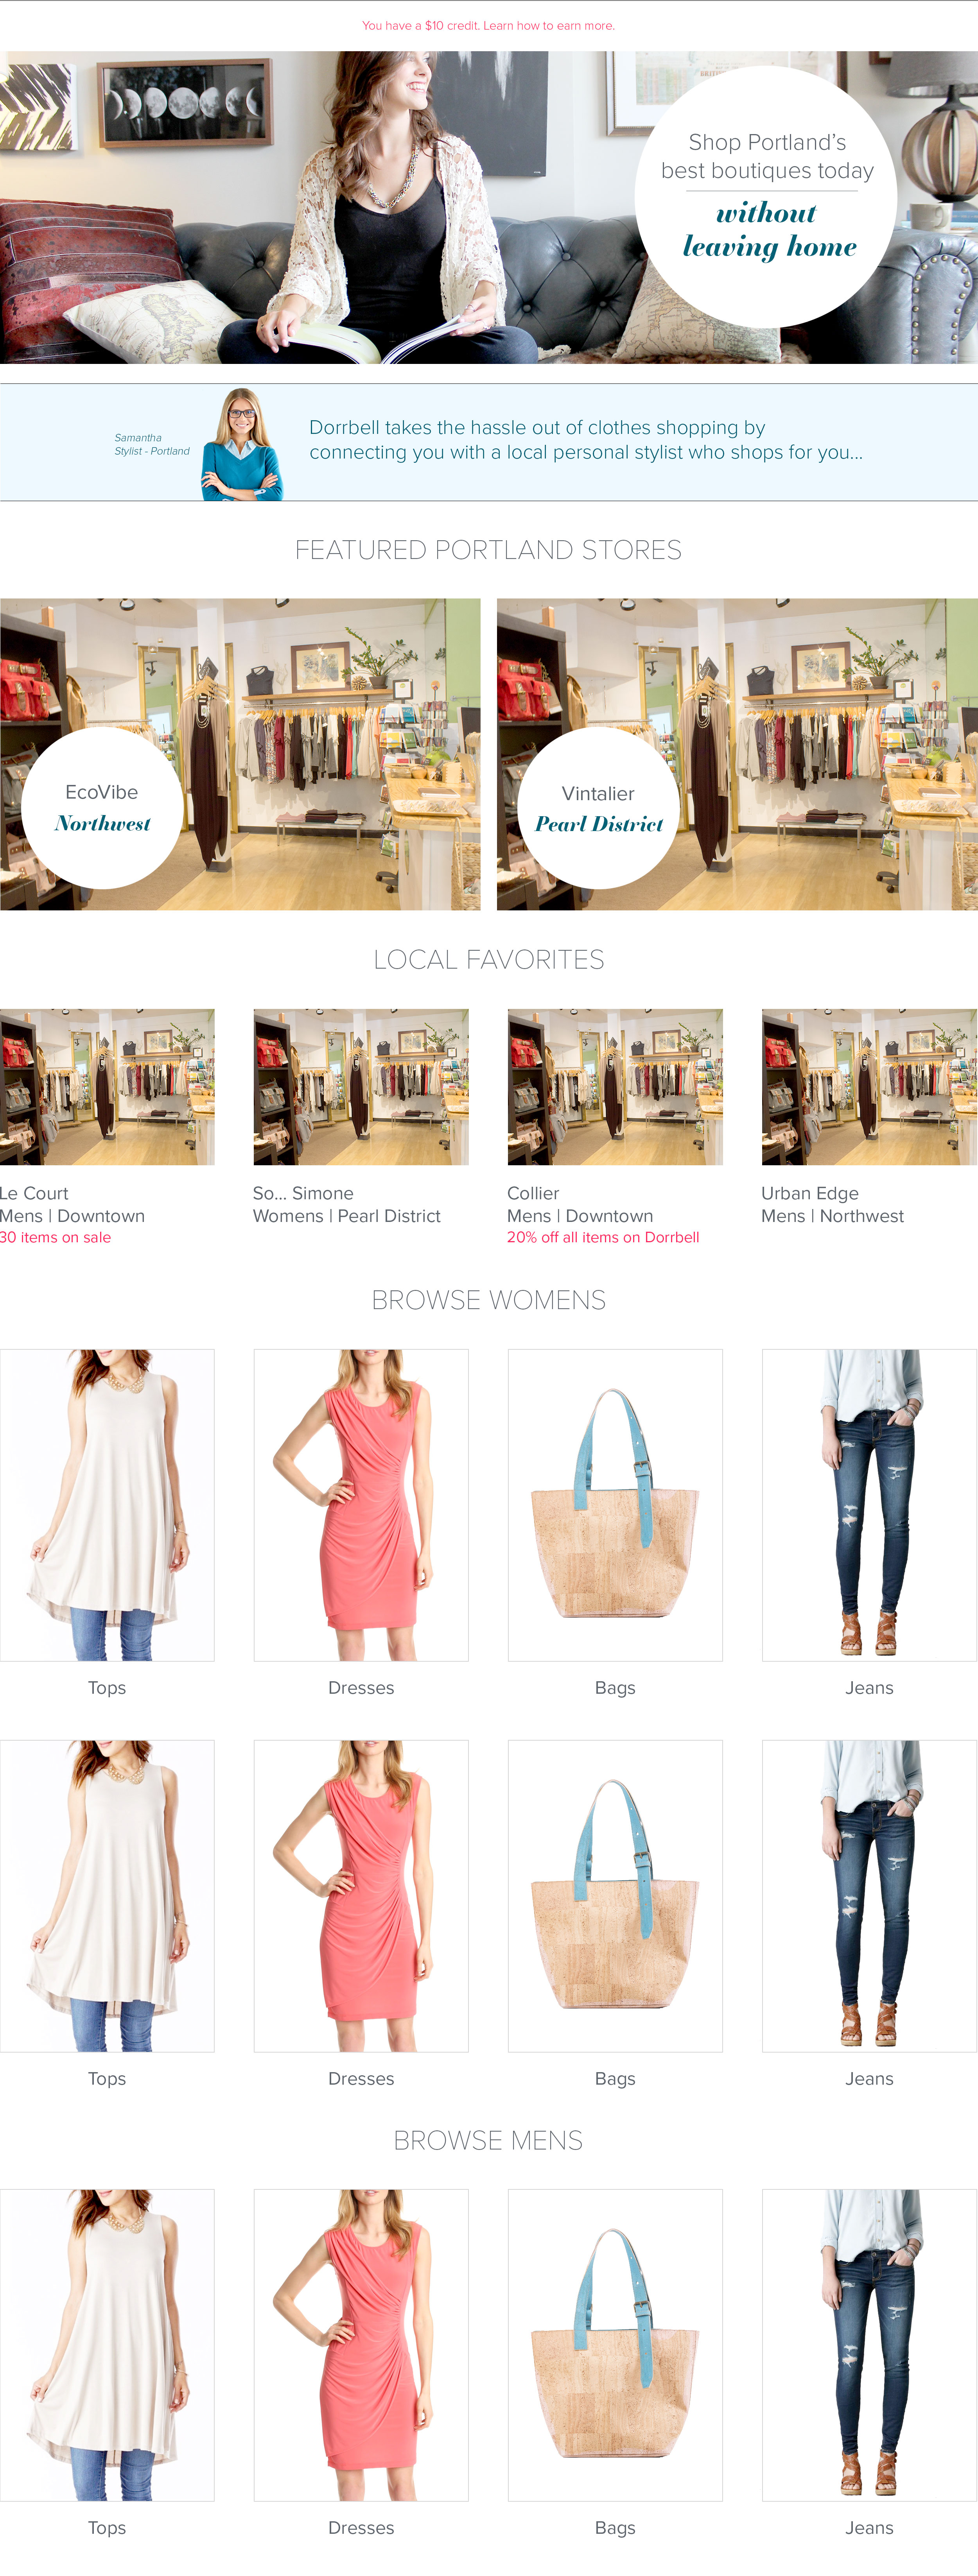 You have a $10 credit. Learn how to earn more.
Shop Portland's
best boutiques today
without
leaving home
Samantha
Stylist - Portland
Dorrbell takes the hassle out of clothes shopping by
connecting you with a local personal stylist who shops for you...
FEATURED PORTLAND STORES
EcoVibe
Northwest
Vintalier
Pearl District
LOCAL FAVORITES
Le Court
Mens | Downtown
30 items on sale
So... Simone
Womens | Pearl District
Collier
Mens | Downtown
20% off all items on Dorrbell
Urban Edge
Mens | Northwest
BROWSE WOMENS
Tops
Dresses
Bags
Jeans
Tops
Dresses
Bags
Jeans
BROWSE MENS
Tops
Dresses
Bags
Jeans